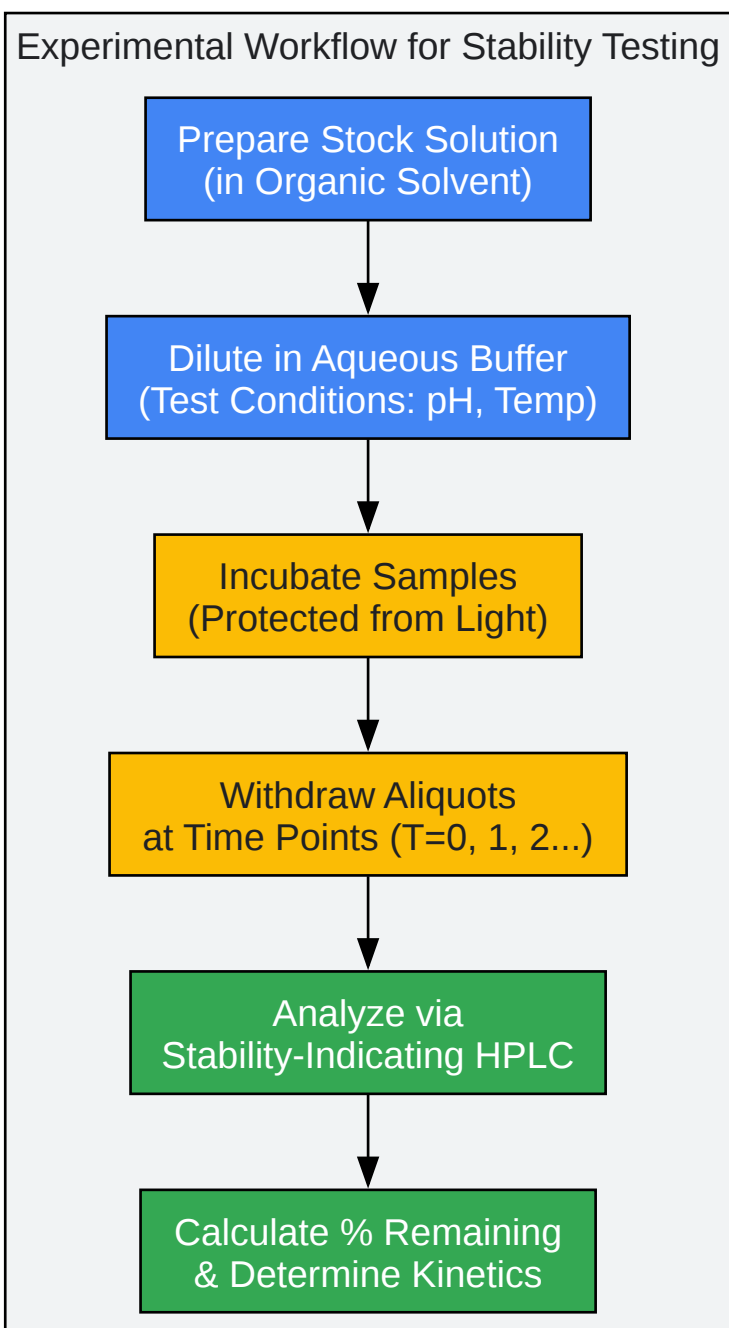 Experimental Workflow for Stability Testing
Prepare Stock Solution
(in Organic Solvent)
Dilute in Aqueous Buffer
(Test Conditions: pH, Temp)
Incubate Samples
(Protected from Light)
Withdraw Aliquots
at Time Points (T=0, 1, 2...)
Analyze via
Stability-Indicating HPLC
Calculate % Remaining
& Determine Kinetics